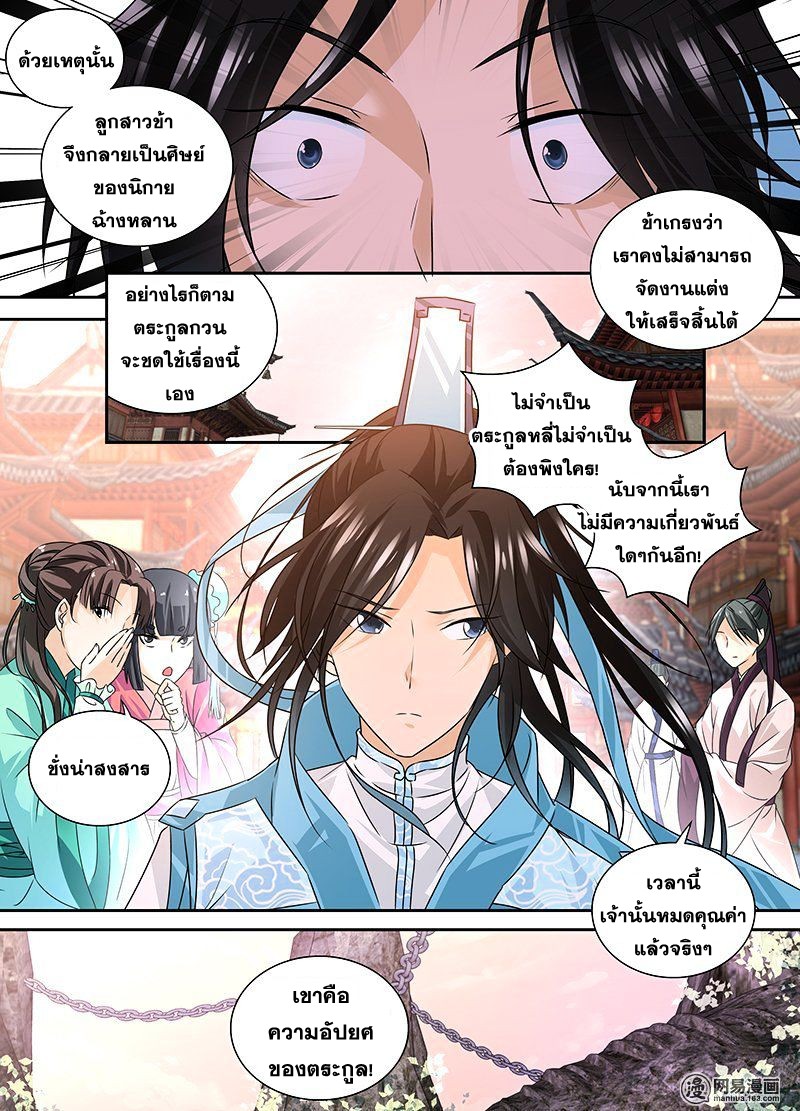 ด้วยเหตุนั้น
ลูกสาวข้า
จึงกลายเป็นศิษย์
ของนิกาย
ฉ้างหลาน
ข้าเกรงว่า
เราคงไม่สามารถ
จัดงานแต่ง
ให้เสร็จสิ้นได้
อย่างไรก็ตาม
ตระกูลกวน
จะชดใช้เรื่องนี้
เอง
ไม่จำเป็น
ตระกูลหลี่ไม่จำเป็น
ต้องพึงใคร!
นับจากนี้เรา
ไม่มีความเกี่ยวพันธ์
ใดๆกันอีก!
ขั่งน่าสงสาร
เวลานี้
เจ้านั้นหมดคุณค่า
แล้วจริงๆ
เขาคือ
ความอัปยศ
ของตระกูล!
网易漫画
manhua.163.com